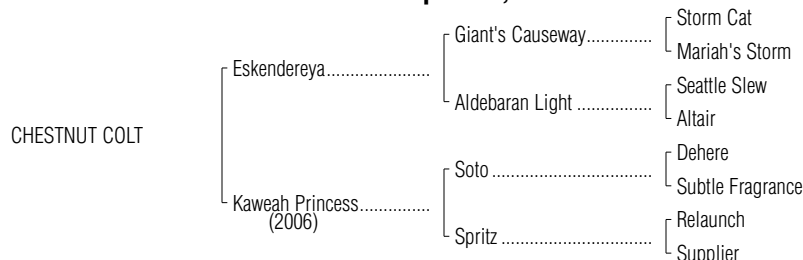 Storm Cat
Giant's Causeway..............
Mariah's Storm
Eskendereya......................
Seattle Slew
Aldebaran Light ................
Altair
CHESTNUT COLT
Dehere
Soto ..................................
Subtle Fragrance
Kaweah Princess...............
(2006)
Relaunch
Spritz ................................
Supplier